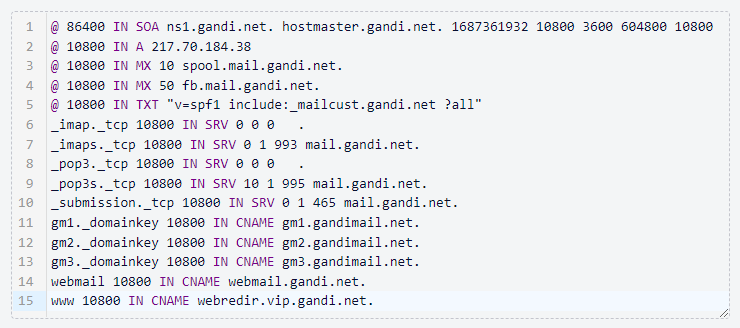 1 @ 86400 IN SOA ns1.gandi.net. hostmaster.gandi.net. 1687361932 10800 3600 604800 10800
2 @ 10800 IN A 217.70.184.38
3 @ 10800 IN MX 10 spool.mail.gandi.net.
4 @ 10800 IN MX 50 fb.mail.gandi.net.
5 @ 10800 IN TXT "v=spf1 include:_mailcust.gandi.net ?all"
6 _imap._tcp 10800 IN SRV 0 0 0   .
7 _imaps._tcp 10800 IN SRV 0 1 993 mail.gandi.net.
8 _pop3._tcp 10800 IN SRV 0 0 0   .
9 _pop3s._tcp 10800 IN SRV 10 1 995 mail.gandi.net.
10 _submission._tcp 10800 IN SRV 0 1 465 mail.gandi.net.
11 gm1._domainkey 10800 IN CNAME gm1.gandimail.net.
12 gm2._domainkey 10800 IN CNAME gm2.gandimail.net.
13 gm3._domainkey 10800 IN CNAME gm3.gandimail.net.
14 webmail 10800 IN CNAME webmail.gandi.net.
15 www 10800 IN CNAME webredir.vip.gandi.net.